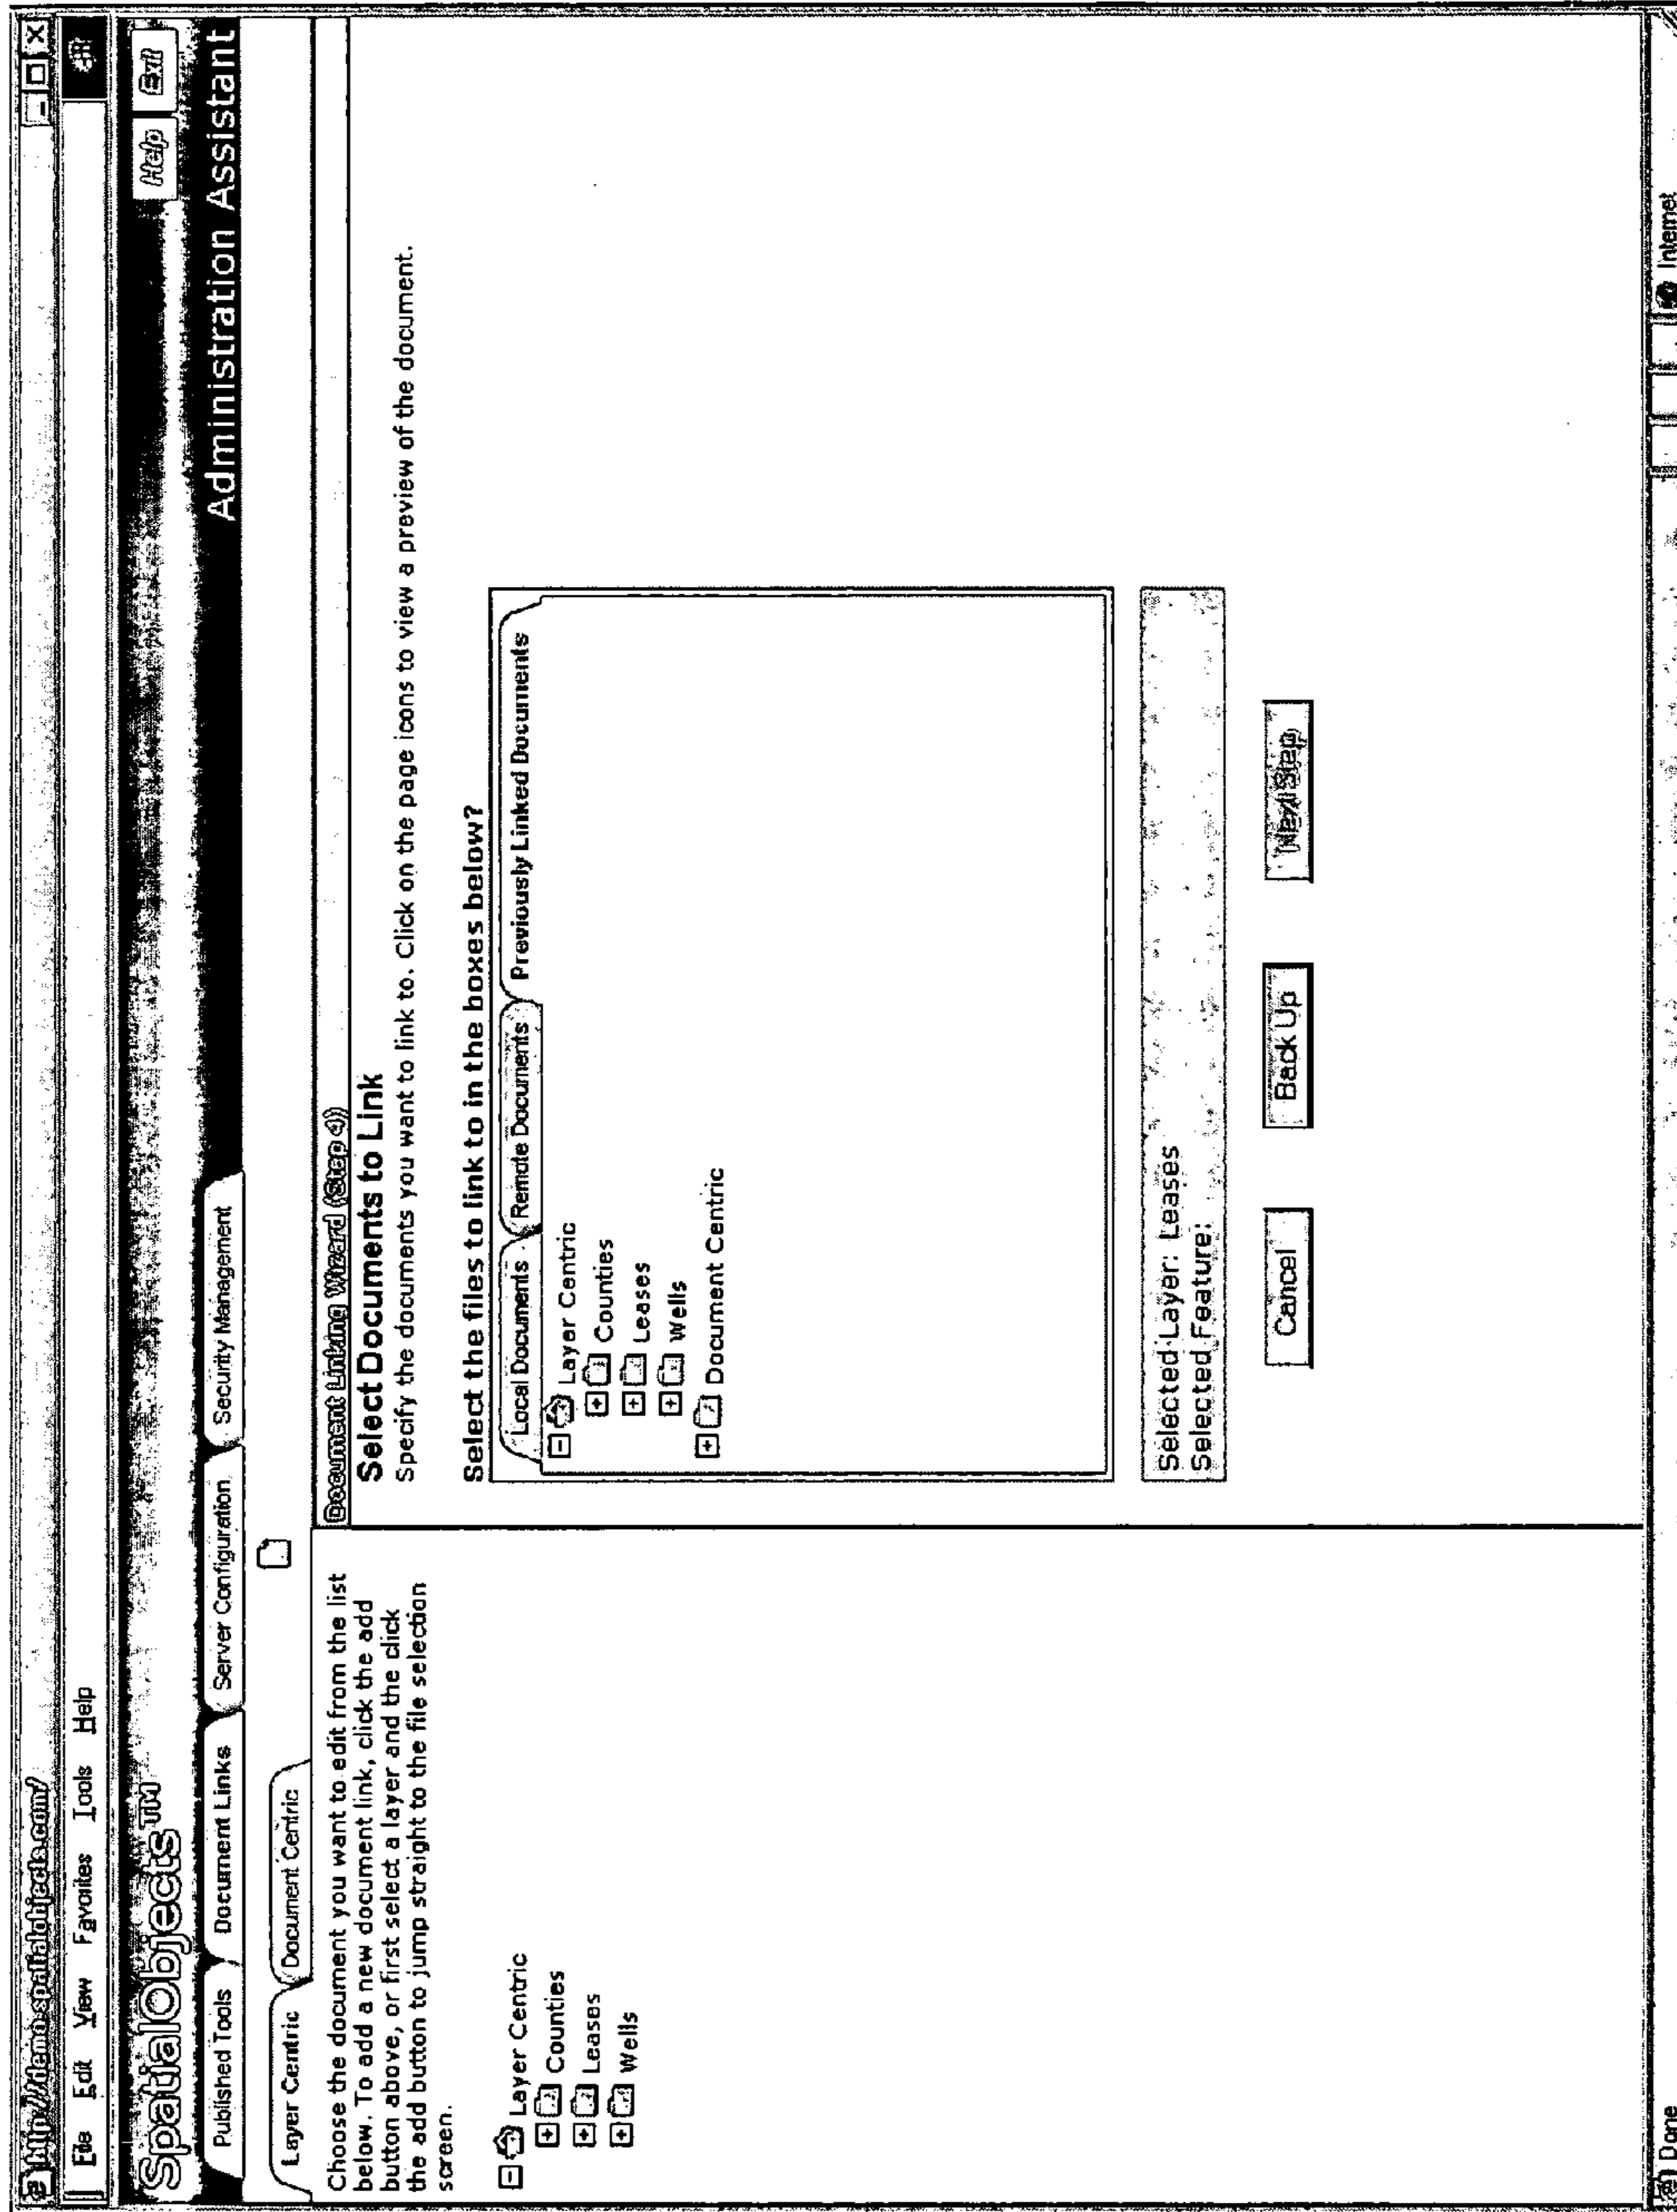 http://demo.spatialobjects.com/
File Edit View Favorites Tools Help
SpatialObjects™
Help Exit
Administration Assistant
Published Tools Document Links Server Configuration Security Management
Layer Centric Document Centric
Choose the document you want to edit from the list
below. To add a new document link, click the add
button above, or first select a layer and the click
the add button to jump straight to the file selection
screen.
Layer Centric
Counties
Leases
Wells
Document Linking Wizard (Step 4)
Select Documents to Link
Specify the documents you want to link to. Click on the page icons to view a preview of the document.
Select the files to link to in the boxes below?
Local Documents Remote Documents Previously Linked Documents
Layer Centric
Counties
Leases
Wells
Document Centric
Selected Layer: Leases
Selected Feature:
Cancel Back Up Next Step
Done Internet